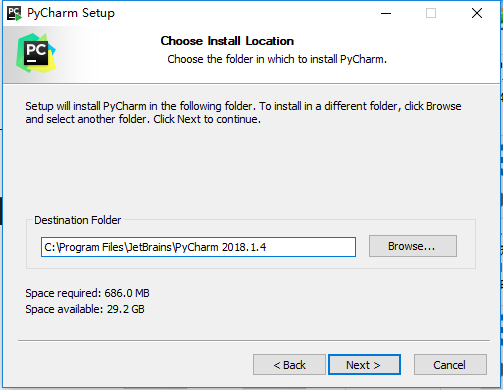 PC PyCharm Setup
PC
Choose Install Location
Choose the folder in which to install PyCharm.
Setup will install PyCharm in the following folder. To install in a different folder, click Browse
and select another folder. Click Next to continue.
Destination Folder
C:\Program Files\JetBrains\PyCharm 2018.1.4
Browse...
Space required: 686.0 MB
Space available: 29.2 GB
< Back
Next >
Cancel